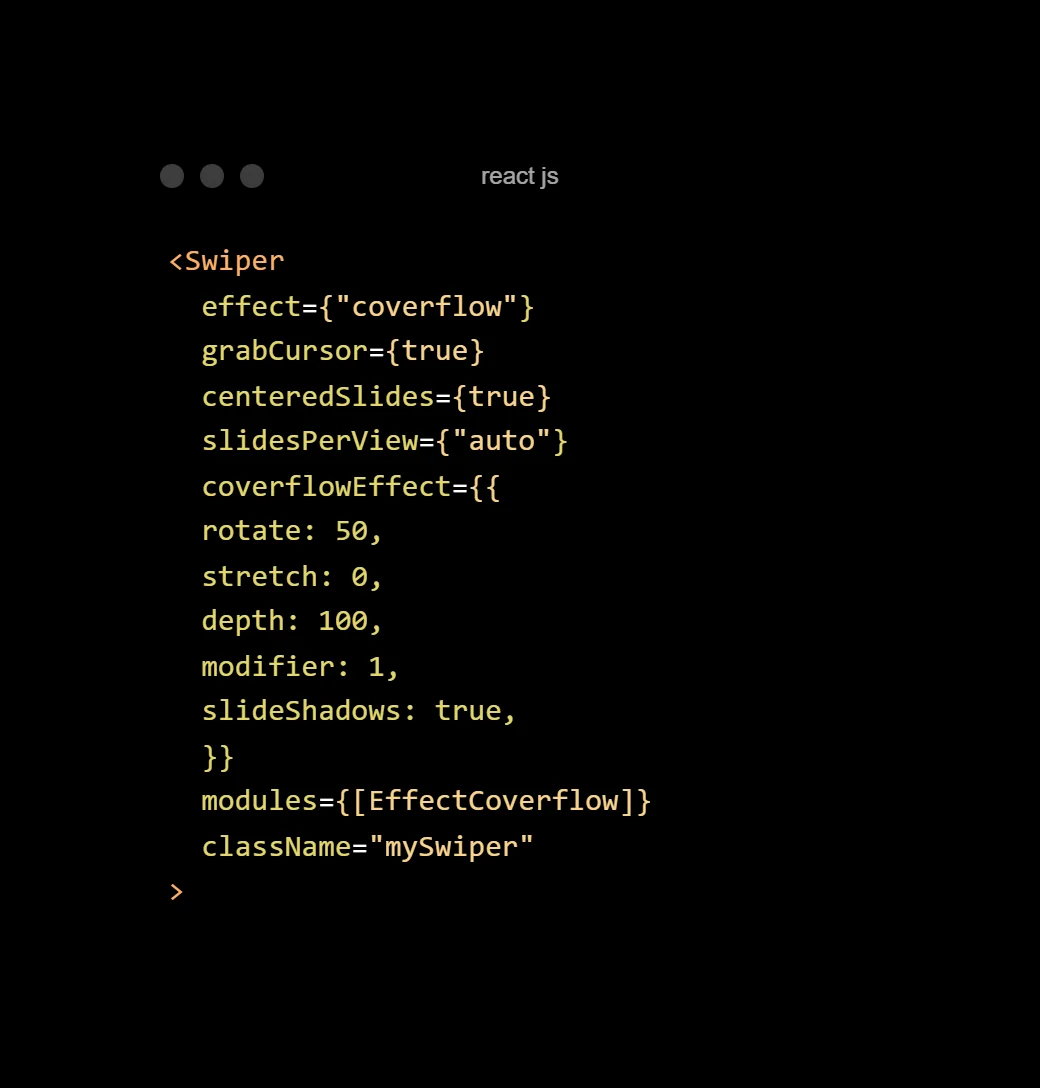 react js
<Swiper
effect={"coverflow"}
grabCursor={true}
centeredSlides={true}
slidesPerView={"auto"}
coverflowEffect={{
rotate: 50,
stretch: 0,
depth: 100,
modifier: 1,
slideShadows: true,
}}
modules={[EffectCoverflow]}
className="mySwiper"
>